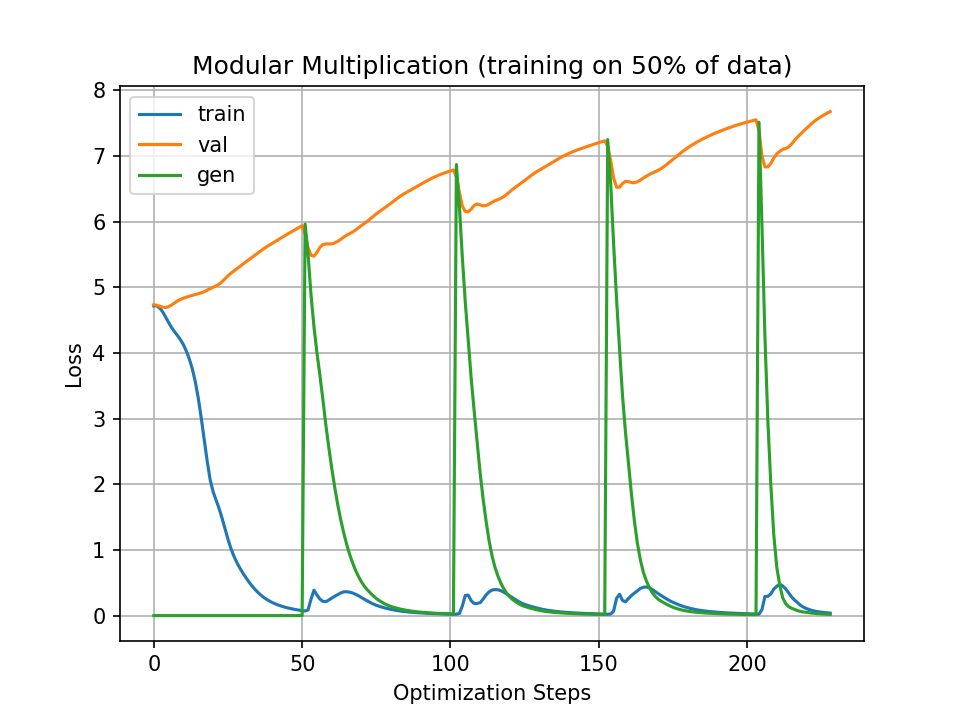 Modular Multiplication (training on 50% of data)
8
7
6
5
4
3
2
1
0
Loss
train
val
gen
0 50 100 150 200
Optimization Steps